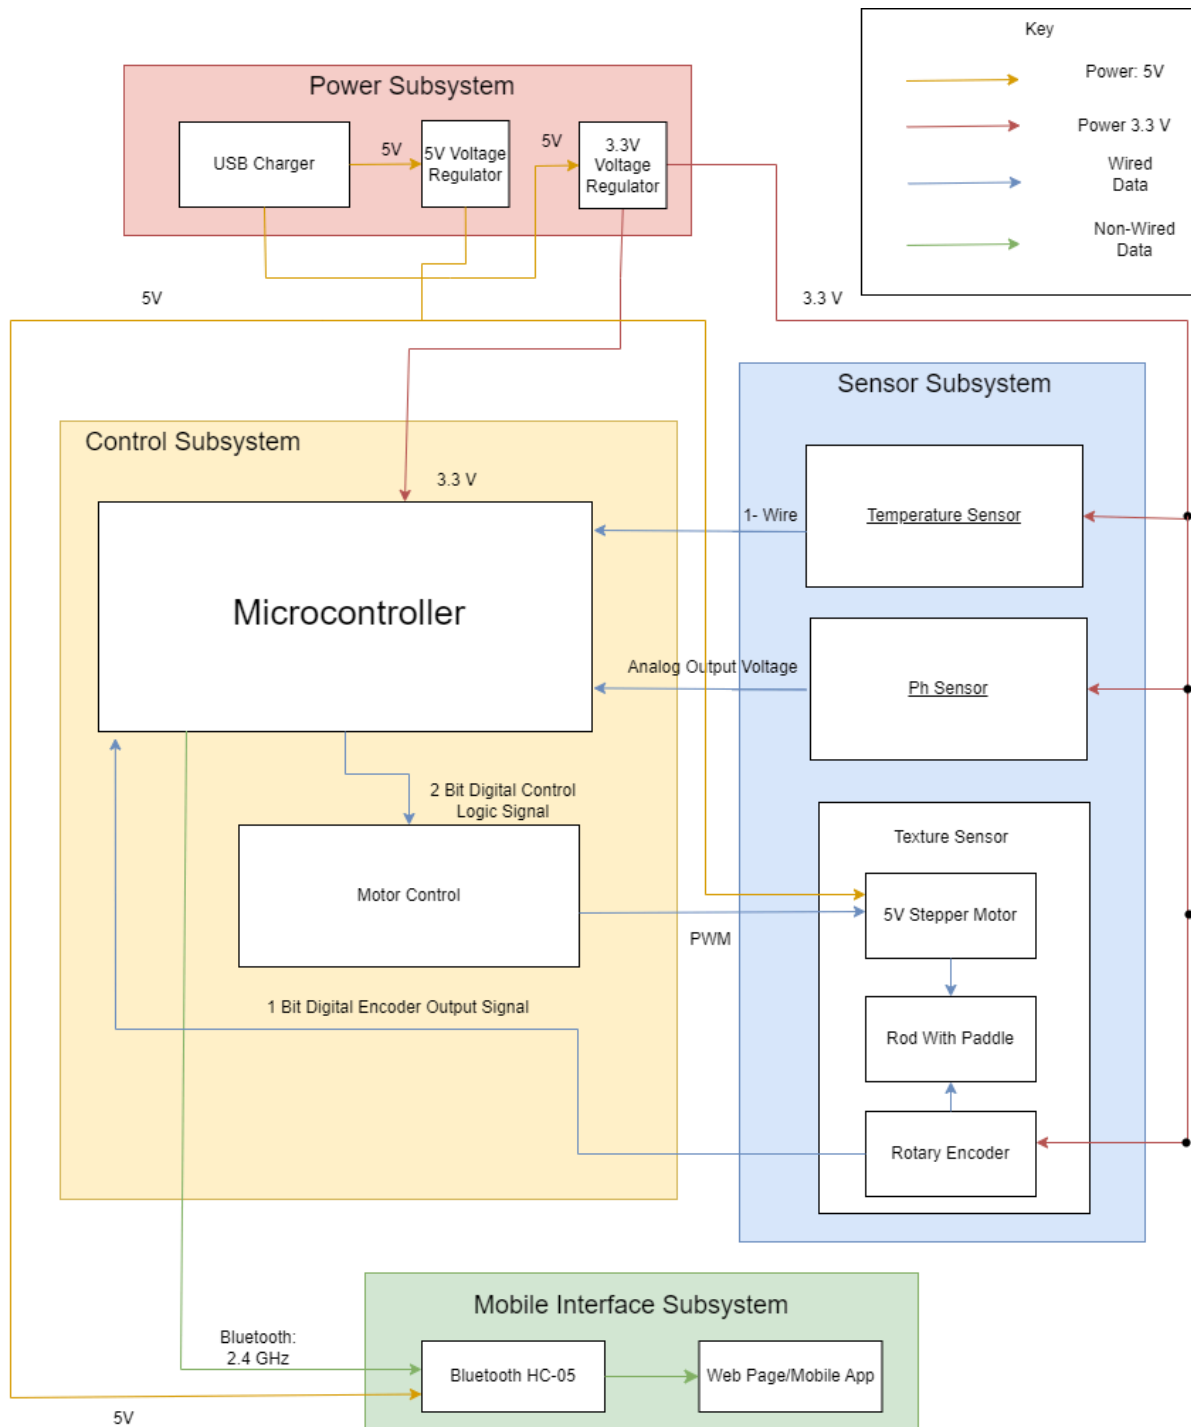 Key
Power: 5V
Power 3.3 V
Wired
Data
Non-Wired
Data
Power Subsystem
USB Charger
5V
5V Voltage
Regulator
5V
3.3V
Voltage
Regulator
5V
3.3 V
Sensor Subsystem
Control Subsystem
3.3 V
Microcontroller
1- Wire
Temperature Sensor
Analog Output Voltage
Ph Sensor
2 Bit Digital Control
Logic Signal
Motor Control
PWM
Texture Sensor
5V Stepper Motor
Rod With Paddle
Rotary Encoder
1 Bit Digital Encoder Output Signal
Mobile Interface Subsystem
Bluetooth:
2.4 GHz
Bluetooth HC-05
Web Page/Mobile App
5V